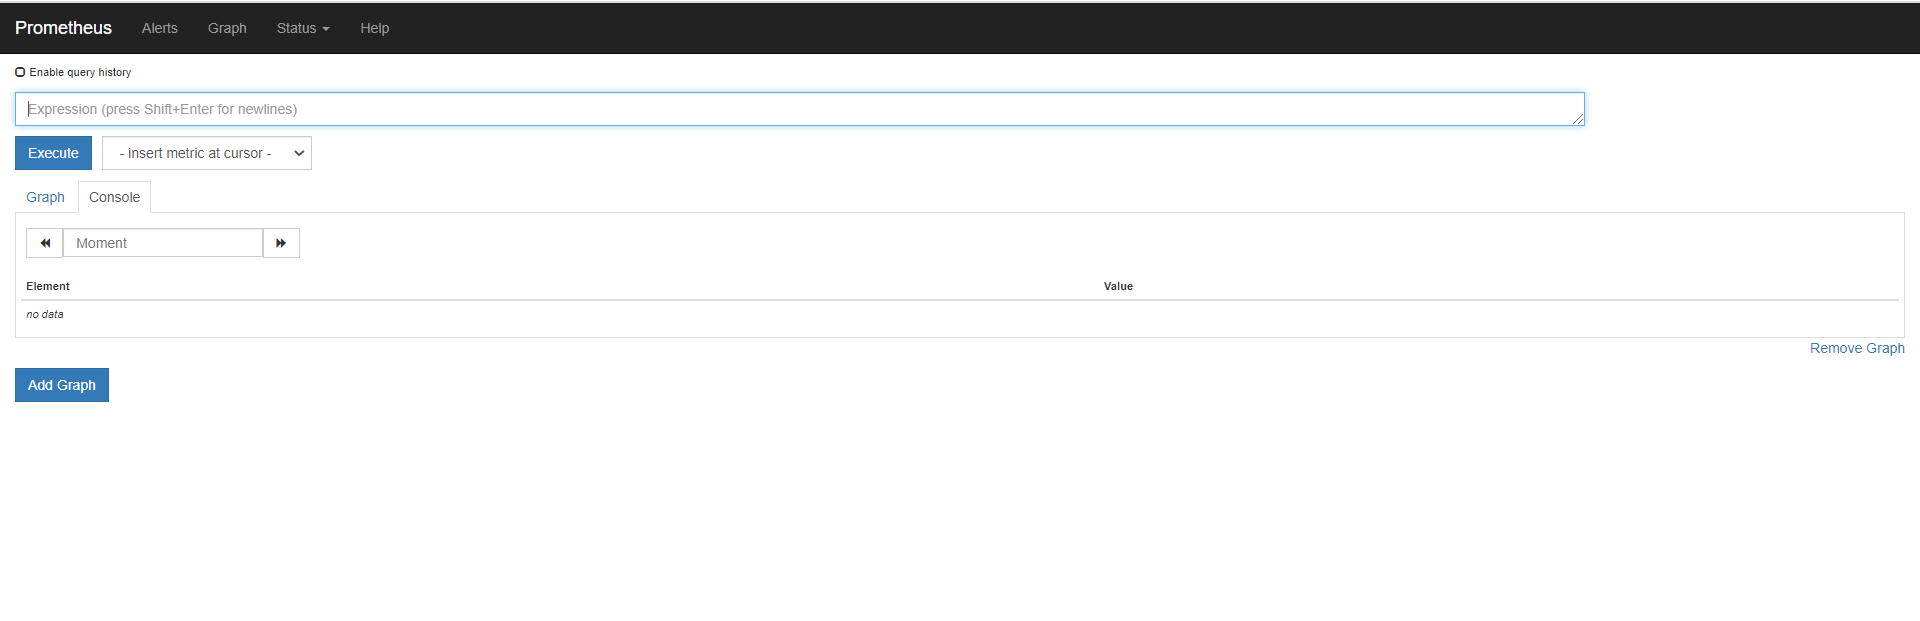 Prometheus Alerts Graph Status Help
Enable query history
Expression (press Shift+Enter for newlines)
Execute - insert metric at cursor -
Graph Console
Moment
Element Value
no data
Remove Graph
Add Graph